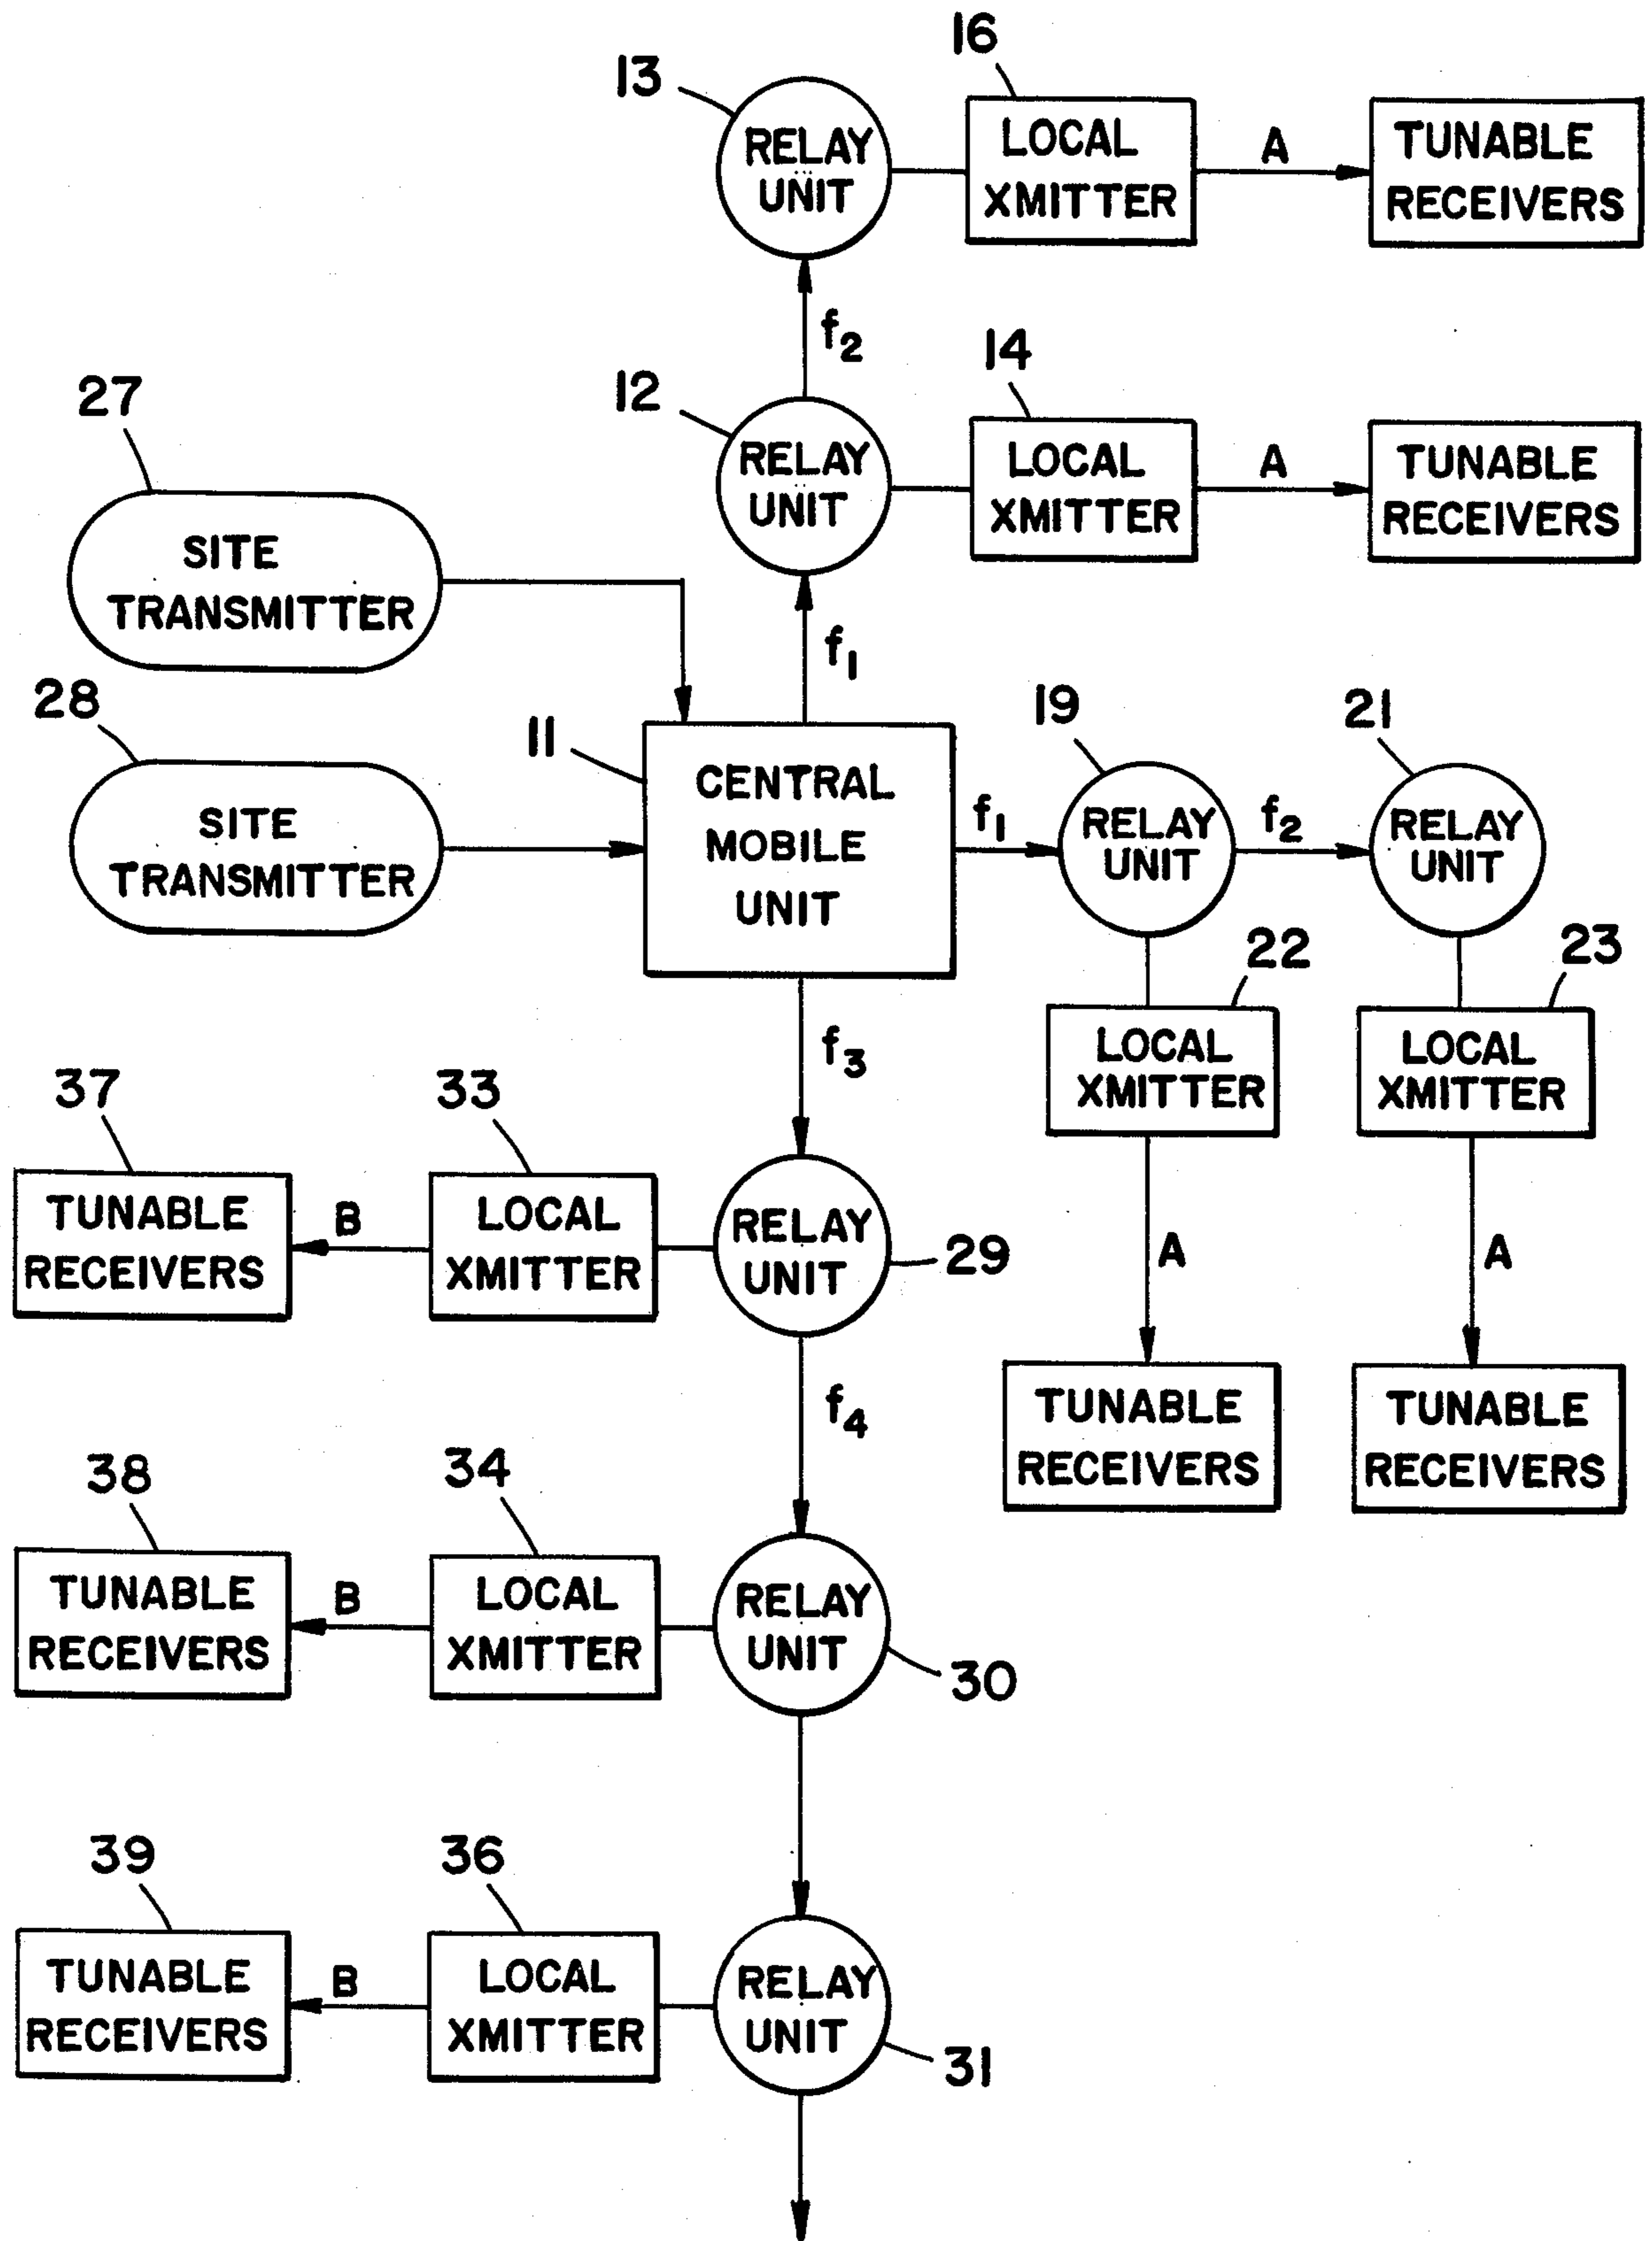 16
13
RELAY
UNIT
LOCAL
XMITTER
A
TUNABLE
RECEIVERS
f2
14
12
RELAY
UNIT
LOCAL
XMITTER
A
TUNABLE
RECEIVERS
27
SITE
TRANSMITTER
f1
28
SITE
TRANSMITTER
11
CENTRAL
MOBILE
UNIT
f1
19
RELAY
UNIT
f2
21
RELAY
UNIT
22
LOCAL
XMITTER
23
LOCAL
XMITTER
f3
37
TUNABLE
RECEIVERS
B
33
LOCAL
XMITTER
RELAY
UNIT
29
A
A
TUNABLE
RECEIVERS
TUNABLE
RECEIVERS
f4
38
TUNABLE
RECEIVERS
B
34
LOCAL
XMITTER
RELAY
UNIT
30
39
TUNABLE
RECEIVERS
B
36
LOCAL
XMITTER
RELAY
UNIT
31